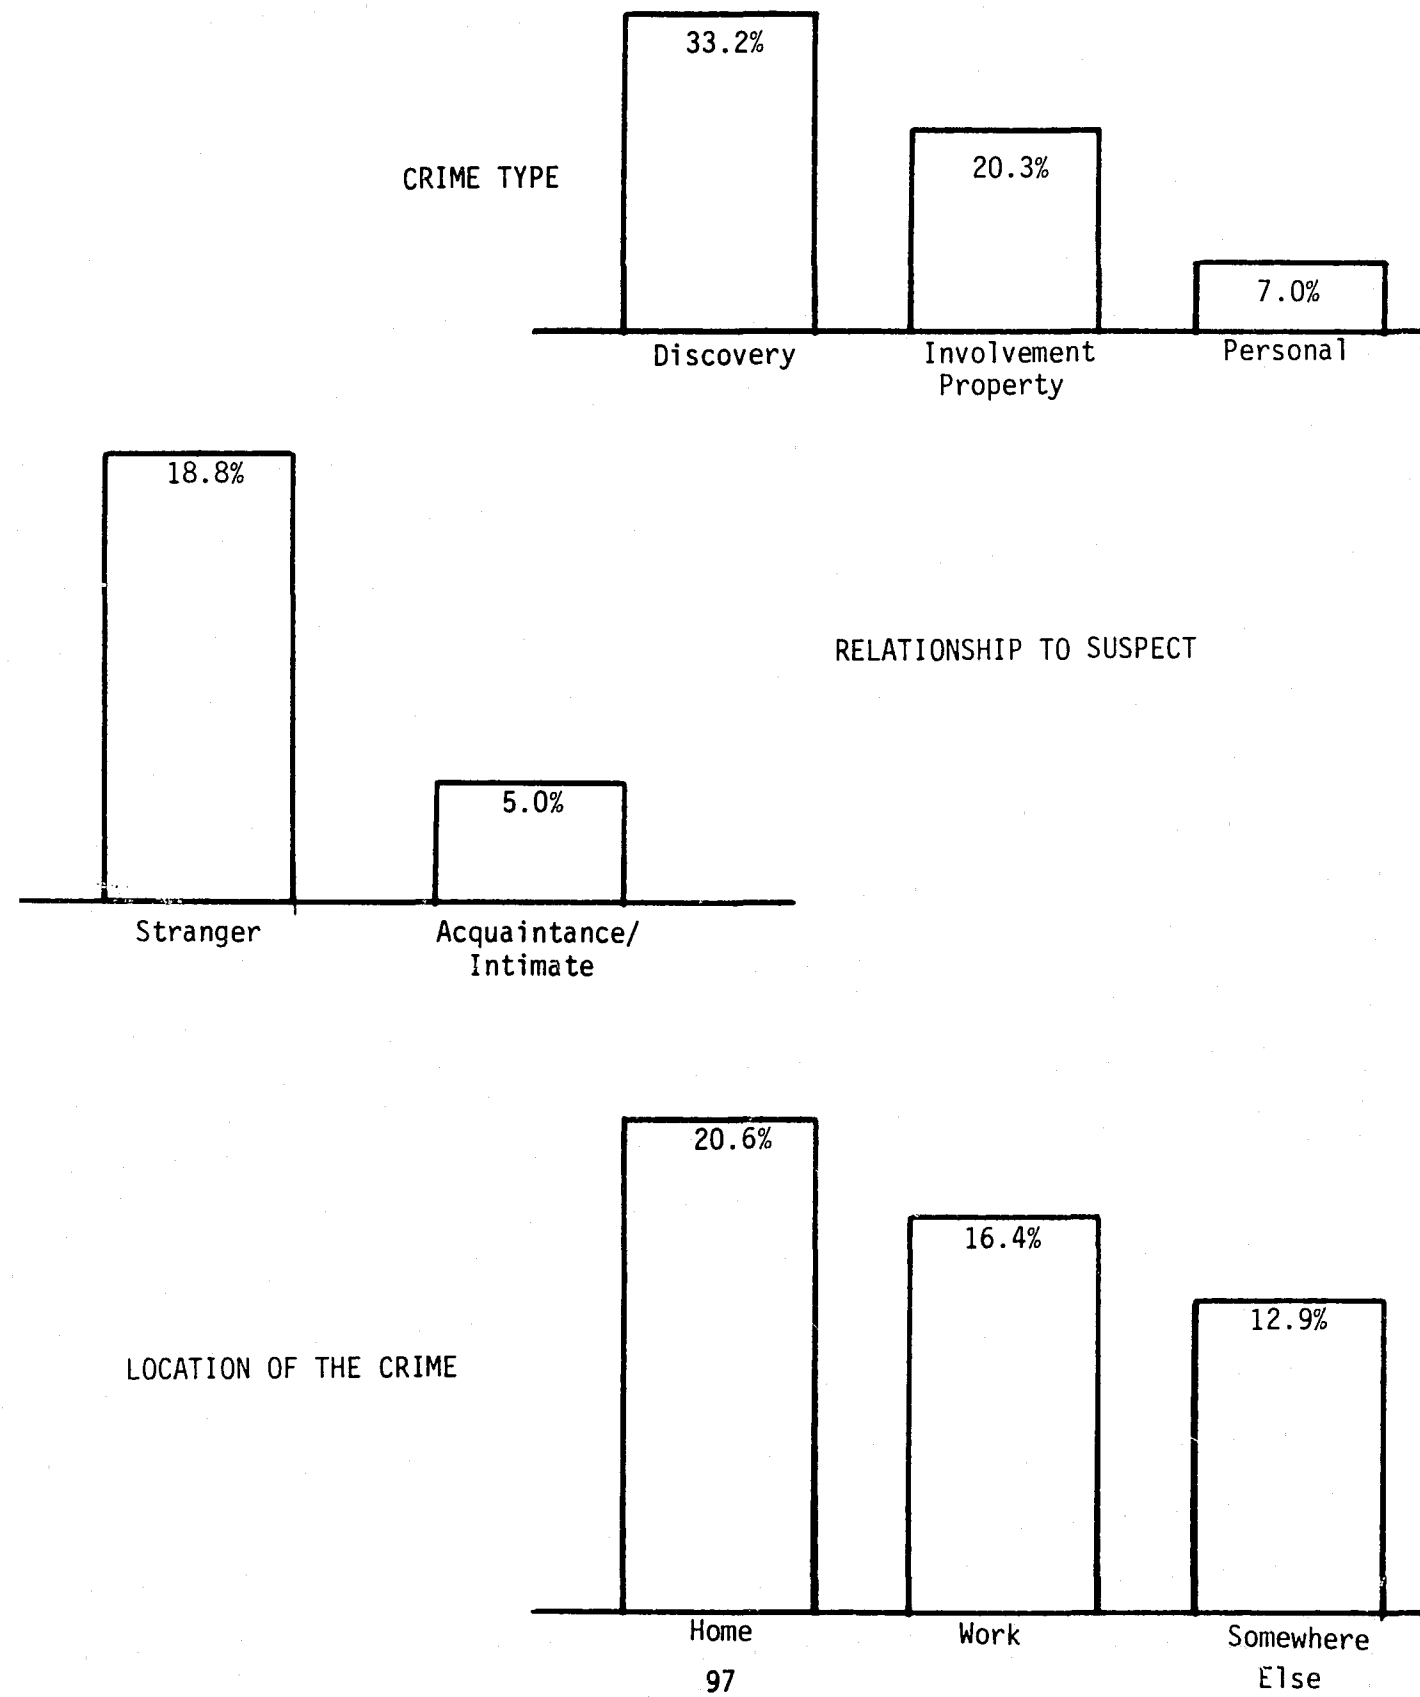 33.2%
20.3%
CRIME TYPE
7.0%
Discovery
Involvement
Property
Personal
18.8%
RELATIONSHIP TO SUSPECT
5.0%
Stranger
Acquaintance/
Intimate
20.6%
16.4%
12.9%
LOCATION OF THE CRIME
Home
Work
Somewhere
Else
97